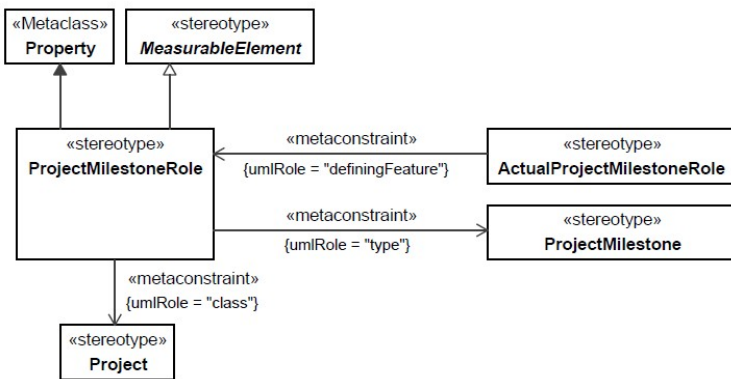 «Metaclass»
Property
«stereotype»
MeasurableElement
«stereotype»
ProjectMilestoneRole
«metaconstraint»
{umlRole = "definingFeature"}
«stereotype»
ActualProjectMilestoneRole
«metaconstraint»
{umlRole = "type"}
«stereotype»
ProjectMilestone
«metaconstraint»
{umlRole = "class"}
«stereotype»
Project